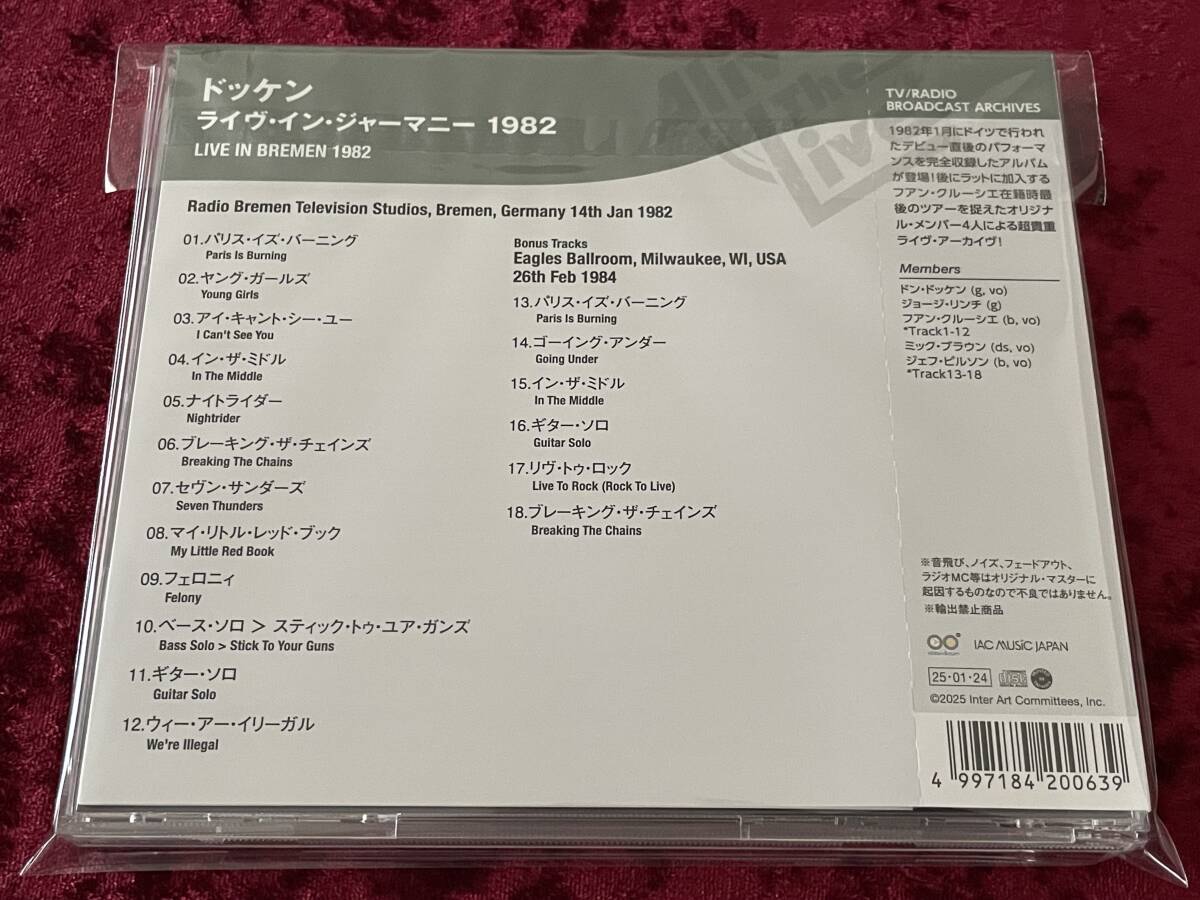 ドッケン
ライヴ・イン・ジャーマニー 1982
LIVE IN BREMEN 1982
Radio Bremen Television Studios, Bremen, Germany 14th Jan 1982
01.パリス・イズ・バーニング
Paris Is Burning
02.ヤング・ガールズ
Young Girls
03.アイ・キャント・シー・ユー
I Can't See You
04.イン・ザ・ミドル
In The Middle
05.ナイトライダー
Nightrider
06.ブレーキング・ザ・チェインズ
Breaking The Chains
07.セヴン・サンダーズ
Seven Thunders
08.マイ・リトル・レッド・ブック
My Little Red Book
09.フェロニィ
Felony
10.ベース・ソロ > スティック・トゥ・ユア・ガンズ
Bass Solo > Stick To Your Guns
11.ギター・ソロ
Guitar Solo
12.ウィー・アー・イリーガル
We're Illegal
Bonus Tracks
Eagles Ballroom, Milwaukee, WI, USA
26th Feb 1984
13.パリス・イズ・バーニング
Paris Is Burning
14.ゴーイング・アンダー
Going Under
15.イン・ザ・ミドル
In The Middle
16.ギター・ソロ
Guitar Solo
17.リヴ・トゥ・ロック
Live To Rock (Rock To Live)
18.ブレーキング・ザ・チェインズ
Breaking The Chains
TV/RADIO
BROADCAST ARCHIVES
1982年1月にドイツで行われ
たデビュー直後のパフォーマ
ンスを完全収録したアルバム
が登場!後にラットに加入する
フアン・クルーシエ在籍時最
後のツアーを捉えたオリジナ
ル・メンバー4人による超貴重
ライヴ・アーカイヴ!
Members
ドン・ドッケン (g, vo)
ジョージ・リンチ (g)
フアン・クルーシエ (b, vo)
*Track1-12
ミック・ブラウン (ds, vo)
ジェフ・ピルソン (b, vo)
*Track13-18
※音飛び、ノイズ、フェードアウト、
ラジオMC等はオリジナル・マスターに
起因するものなので不良ではありません。
※輸出禁止商品
IAC MUSIC JAPAN
25・01・24
©2025 Inter Art Committees, Inc.
4 997184 200639